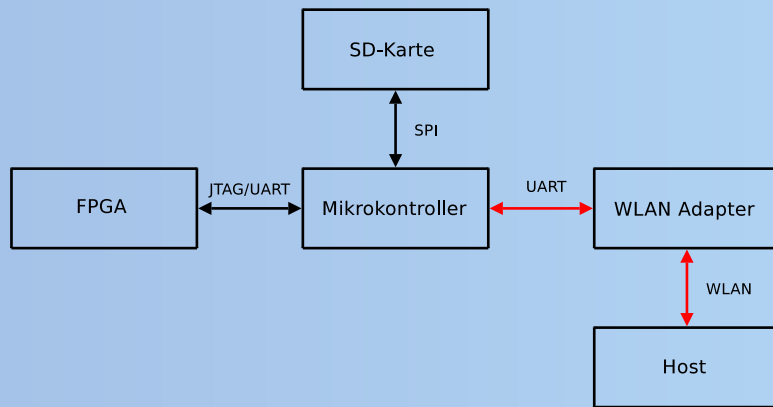 SD-Karte
SPI
FPGA
JTAG/UART
Mikrokontroller
UART
WLAN Adapter
WLAN
Host